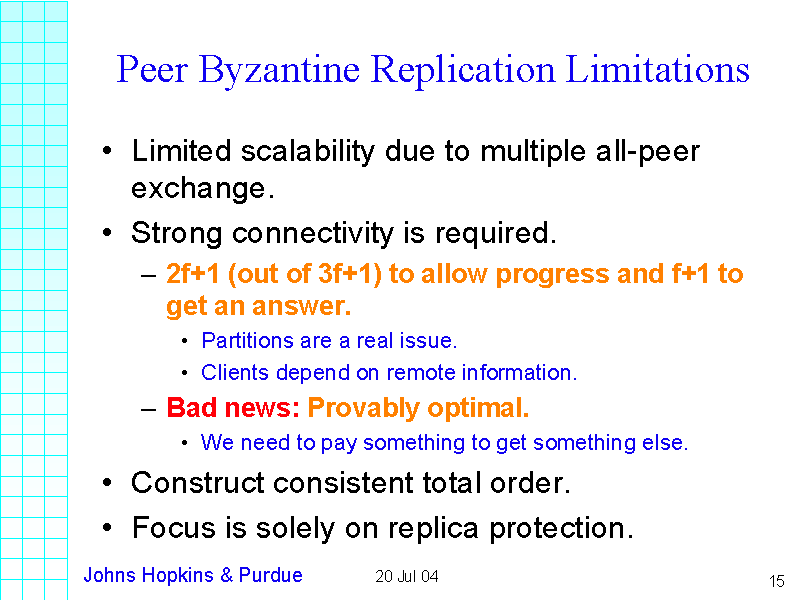 Peer Byzantine Replication Limitations
• Limited scalability due to multiple all-peer
exchange.
• Strong connectivity is required.
– 2f+1 (out of 3f+1) to allow progress and f+1 to
get an answer.
• Partitions are a real issue.
• Clients depend on remote information.
– Bad news: Provably optimal.
• We need to pay something to get something else.
• Construct consistent total order.
• Focus is solely on replica protection.
Johns Hopkins & Purdue 20 Jul 04 15